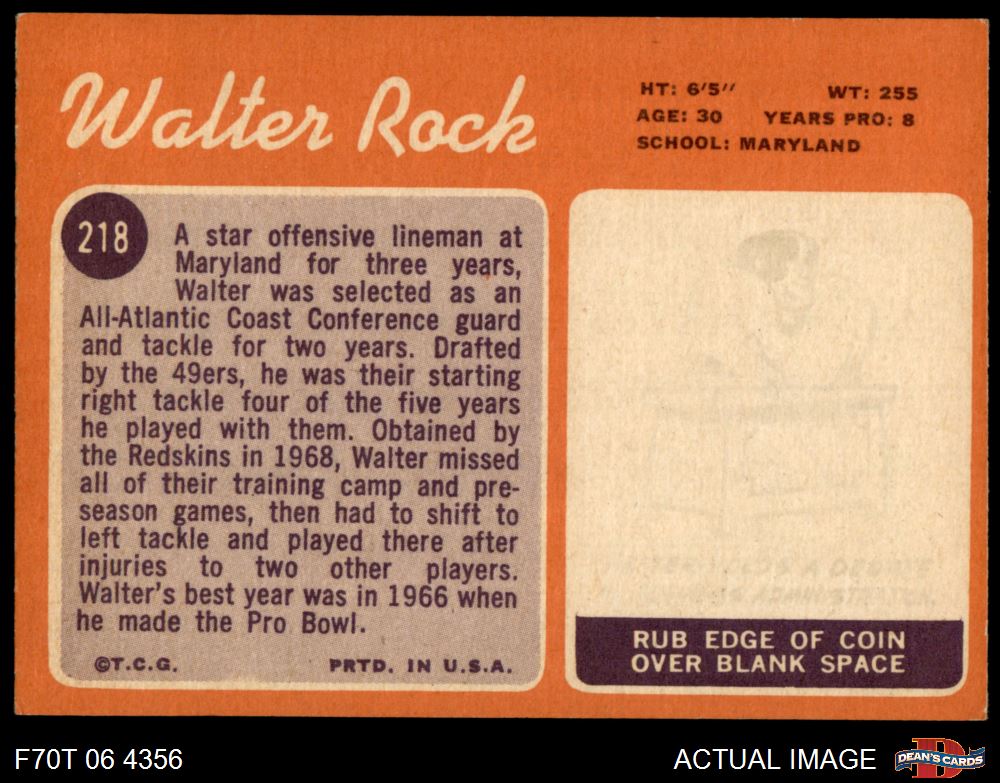 Walter Rock
HT: 6'5" WT: 255
AGE: 30 YEARS PRO: 8
SCHOOL: MARYLAND
218
A star offensive lineman at
Maryland for three years,
Walter was selected as an
All-Atlantic Coast Conference guard
and tackle for two years. Drafted
by the 49ers, he was their starting
right tackle four of the five years
he played with them. Obtained by
the Redskins in 1968, Walter missed
all of their training camp and pre-
season games, then had to shift to
left tackle and played there after
injuries to two other players.
Walter's best year was in 1966 when
he made the Pro Bowl.
©T.C.G. PRTD. IN U.S.A.
A DEGREE
RUB EDGE OF COIN
OVER BLANK SPACE
F70T 06 4356
ACTUAL IMAGE
D
DEAN'S CARDS